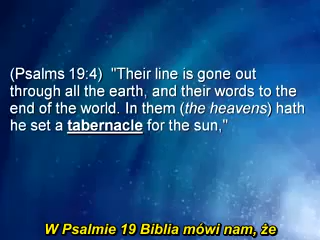 (Psalms 19:4)  "Their line is gone out
through all the earth, and their words to the
end of the world. In them (the heavens) hath
he set a tabernacle for the sun,"
W Psalmie 19 Biblia mówi nam, że